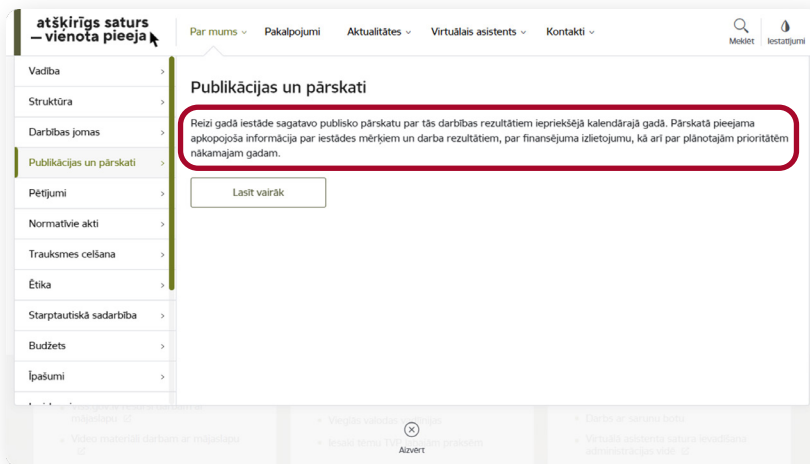 atšķirīgs saturs
— vienota pieeja
Par mums
Pakalpojumi
Aktualitātes
Virtuālais asistents
Kontakti
Meklēt
Iestatījumi
Vadība
Struktūra
Darbības jomas
Publikācijas un pārskati
Pētījumi
Normatīvie akti
Trauksmes celšana
Ētika
Starptautiskā sadarbība
Budžets
Īpašumi
Publikācijas un pārskati
Reizi gadā iestāde sagatavo publisko pārskatu par tās darbības rezultātiem iepriekšējā kalendārajā gadā. Pārskatā pieejama
apkopojoša informācija par iestādes mērķiem un darba rezultātiem, par finansējuma izlietojumu, kā arī par plānotajām prioritātēm
nākamajam gadam.
Lasīt vairāk
Aizvērt